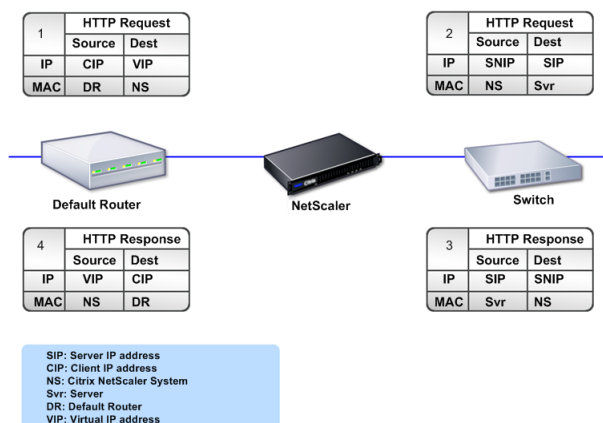 1 HTTP Request
Source Dest
IP CIP VIP
MAC DR NS
2 HTTP Request
Source Dest
IP SNIP SIP
MAC NS Svr
Default Router
NetScaler
Switch
4 HTTP Response
Source Dest
IP VIP CIP
MAC NS DR
3 HTTP Response
Source Dest
IP SIP SNIP
MAC Svr NS
SIP: Server IP address
CIP: Client IP address
NS: Citrix NetScaler System
Svr: Server
DR: Default Router
VIP: Virtual IP address